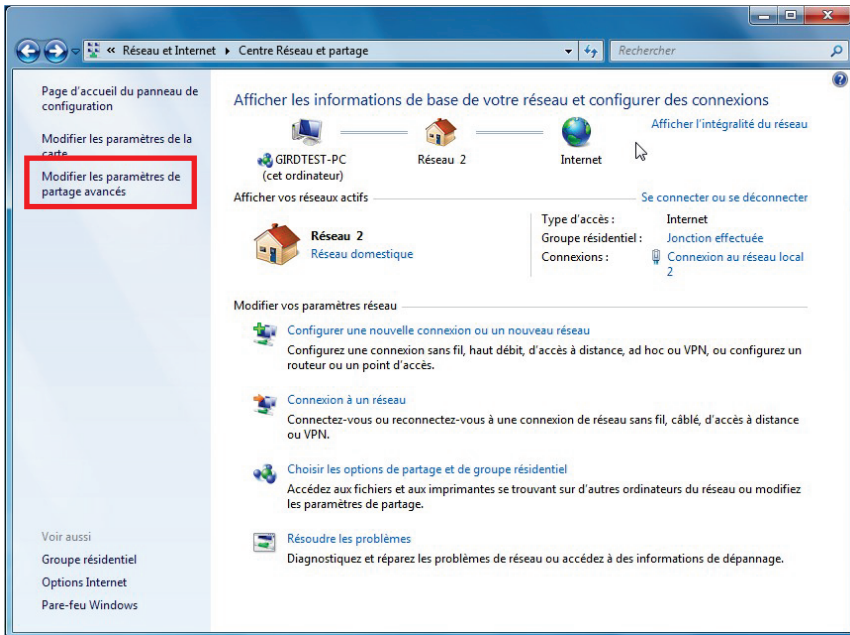 « Réseau et Internet ▸ Centre Réseau et partage
Rechercher
Page d'accueil du panneau de
configuration
Modifier les paramètres de la
carte
Modifier les paramètres de
partage avancés
Voir aussi
Groupe résidentiel
Options Internet
Pare-feu Windows
Afficher les informations de base de votre réseau et configurer des connexions
Afficher l'intégralité du réseau
GIRDTEST-PC
(cet ordinateur)
Réseau 2
Internet
Afficher vos réseaux actifs
Se connecter ou se déconnecter
Réseau 2
Réseau domestique
Type d'accès : Internet
Groupe résidentiel : Jonction effectuée
Connexions : Connexion au réseau local
2
Modifier vos paramètres réseau
Configurer une nouvelle connexion ou un nouveau réseau
Configurez une connexion sans fil, haut débit, d'accès à distance, ad hoc ou VPN, ou configurez un
routeur ou un point d'accès.
Connexion à un réseau
Connectez-vous ou reconnectez-vous à une connexion de réseau sans fil, câblé, d'accès à distance
ou VPN.
Choisir les options de partage et de groupe résidentiel
Accédez aux fichiers et aux imprimantes se trouvant sur d'autres ordinateurs du réseau ou modifiez
les paramètres de partage.
Résoudre les problèmes
Diagnostiquez et réparez les problèmes de réseau ou accédez à des informations de dépannage.